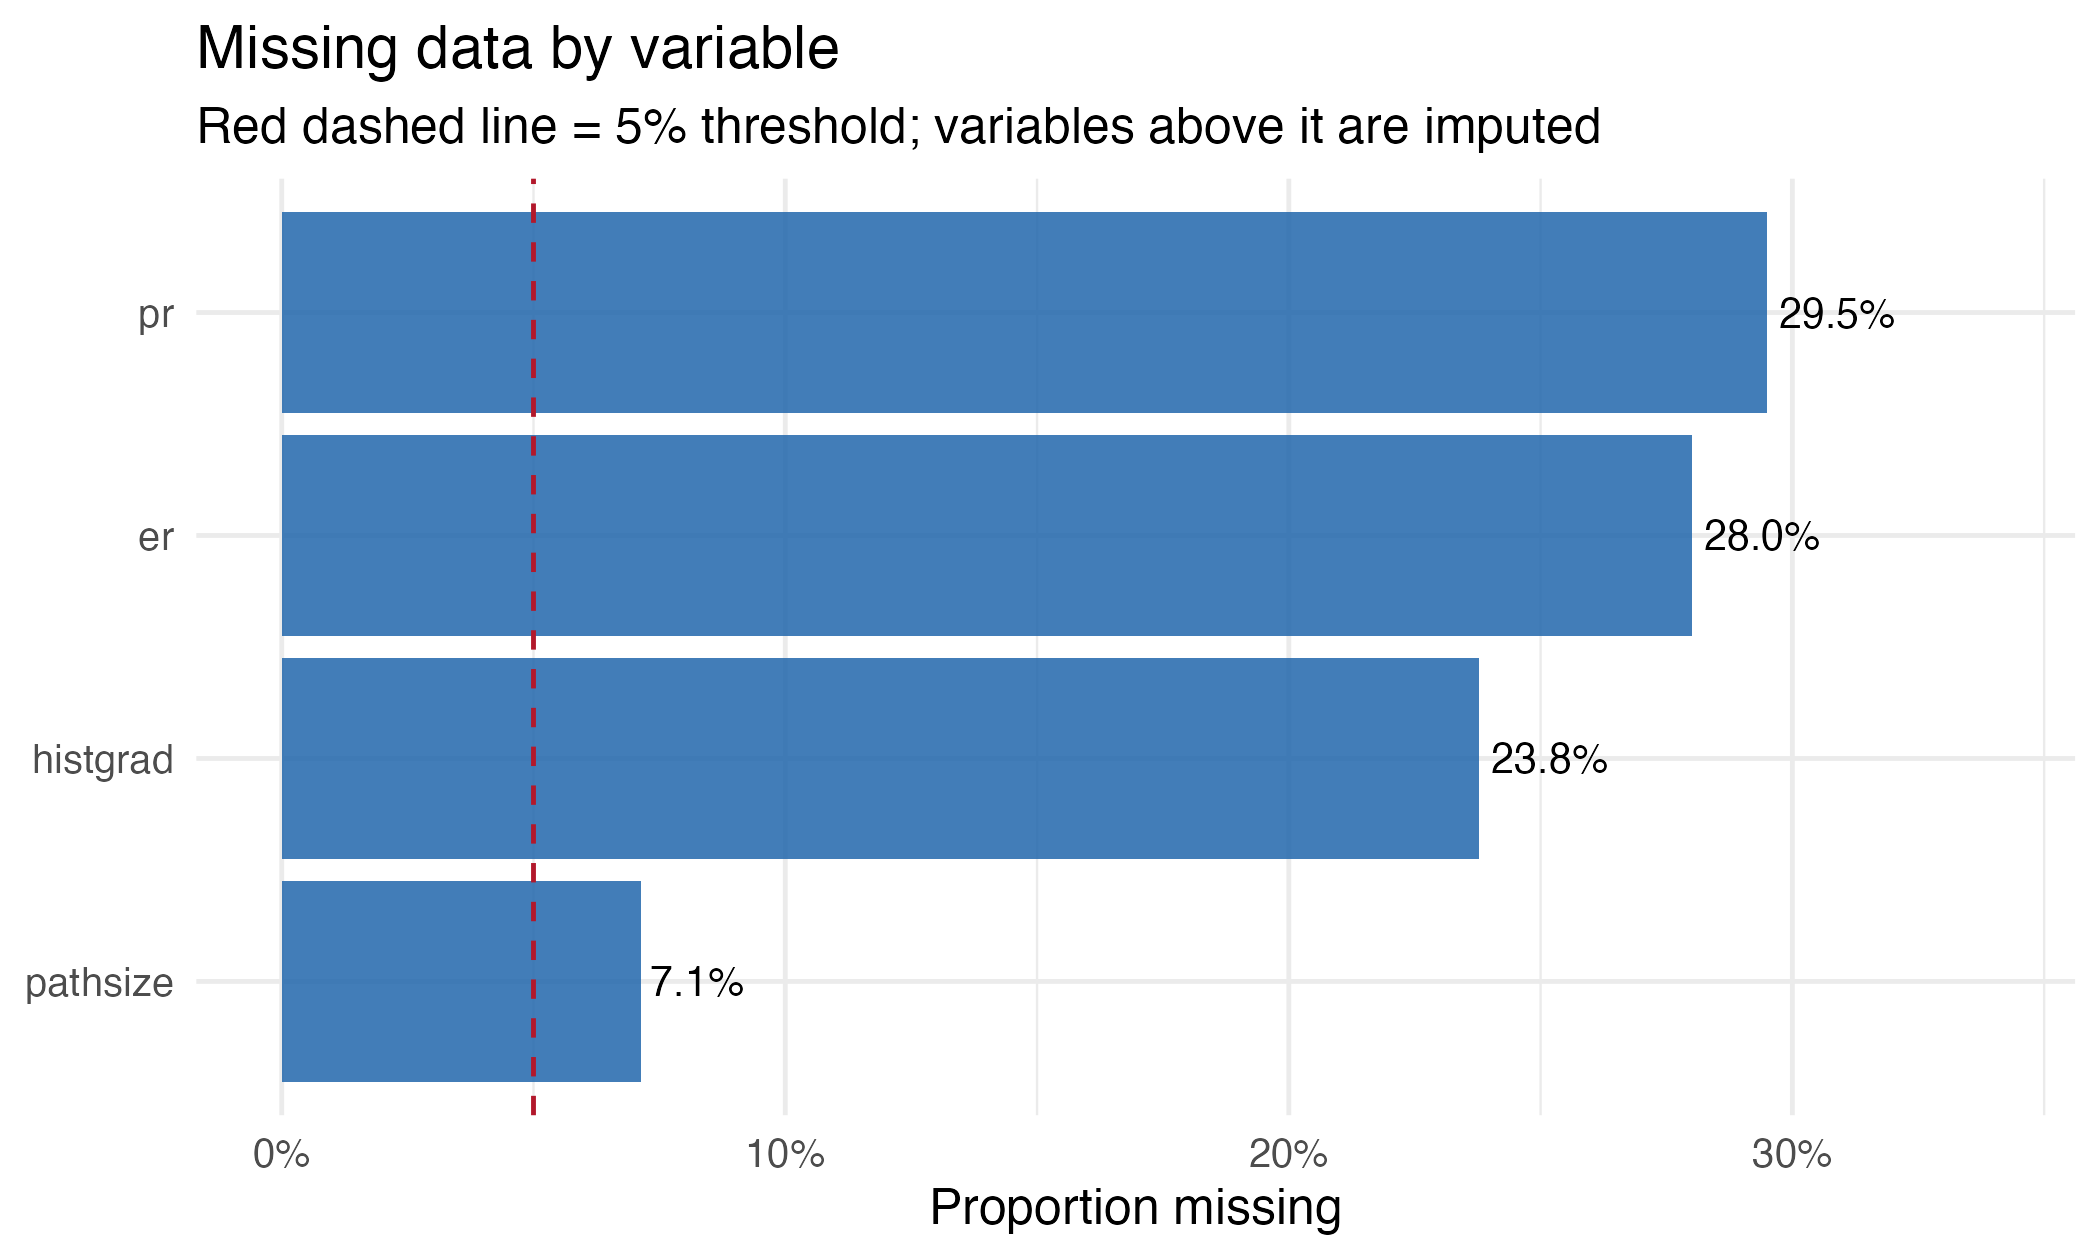 Missing data by variable
Red dashed line = 5% threshold; variables above it are imputed
pr
29.5%
er
28.0%
histgrad
23.8%
pathsize
7.1%
0%
10%
20%
30%
Proportion missing